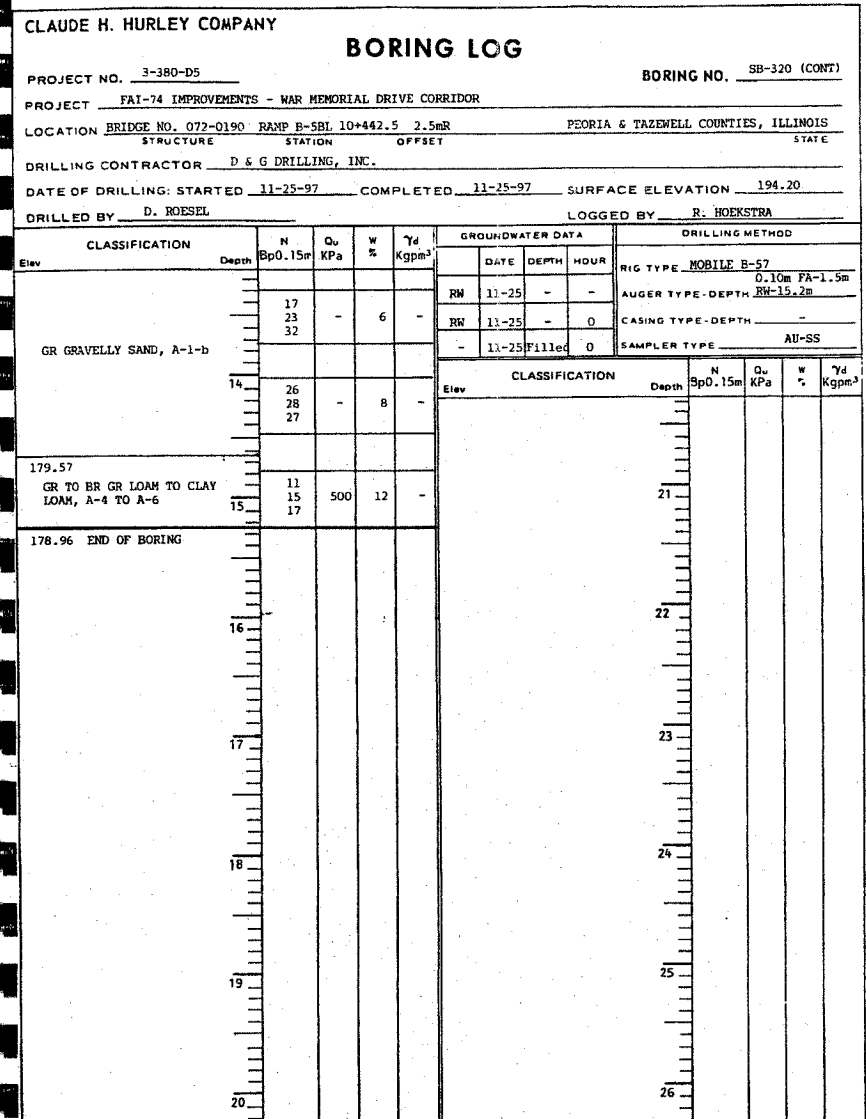 CLAUDE H. HURLEY COMPANY
BORING LOG
PROJECT NO. 3-380-D5 BORING NO. SB-320 (CONT)
PROJECT FAI-74 IMPROVEMENTS - WAR MEMORIAL DRIVE CORRIDOR
LOCATION BRIDGE NO. 072-0190 RAMP B-5BL 10+442.5 2.5mR PEORIA & TAZEWELL COUNTIES, ILLINOIS
STRUCTURE STATION OFFSET STATE
DRILLING CONTRACTOR D & G DRILLING, INC.
DATE OF DRILLING: STARTED 11-25-97 COMPLETED 11-25-97 SURFACE ELEVATION 194.20
DRILLED BY D. ROESEL LOGGED BY R. HOEKSTRA
CLASSIFICATION
Elev Depth
N Bp0.15m
Qu KPa
W %
γd Kgpm³
17
23 - 6 -
32
GR GRAVELLY SAND, A-1-b
14
26
28 - 8 -
27
179.57
GR TO BR GR LOAM TO CLAY
LOAM, A-4 TO A-6
11
15 500 12 -
17
15
178.96 END OF BORING
16
17
18
19
20
GROUNDWATER DATA
DATE DEPTH HOUR
RW 11-25 - -
RW 11-25 - 0
- 11-25 Filled 0
DRILLING METHOD
RIG TYPE MOBILE B-57
0.10m FA-1.5m
AUGER TYPE-DEPTH RW-15.2m
CASING TYPE-DEPTH -
SAMPLER TYPE AU-SS
CLASSIFICATION
Elev Depth
N Bp0.15m
Qu KPa
W %
γd Kgpm³
21
22
23
24
25
26